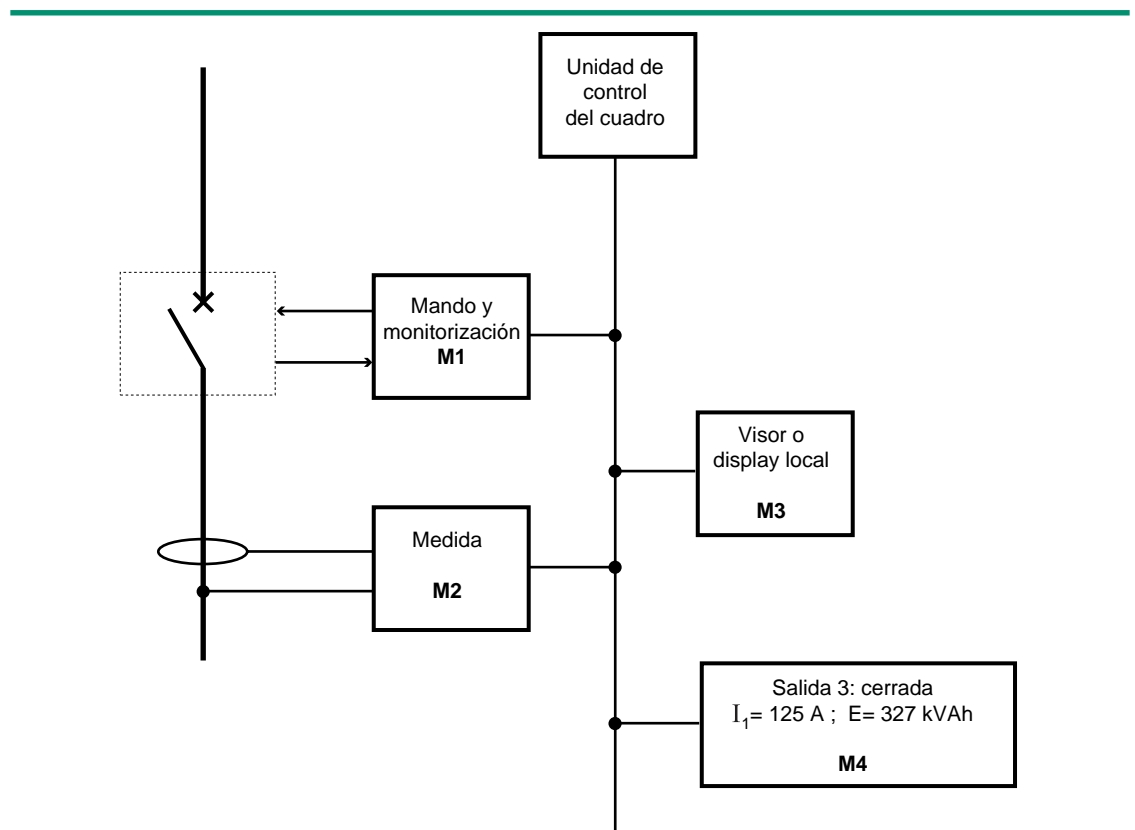 Unidad de
control
del cuadro
Mando y
monitorización
M1
Visor o
display local
M3
Medida
M2
Salida 3: cerrada
I₁= 125 A ; E= 327 kVAh
M4